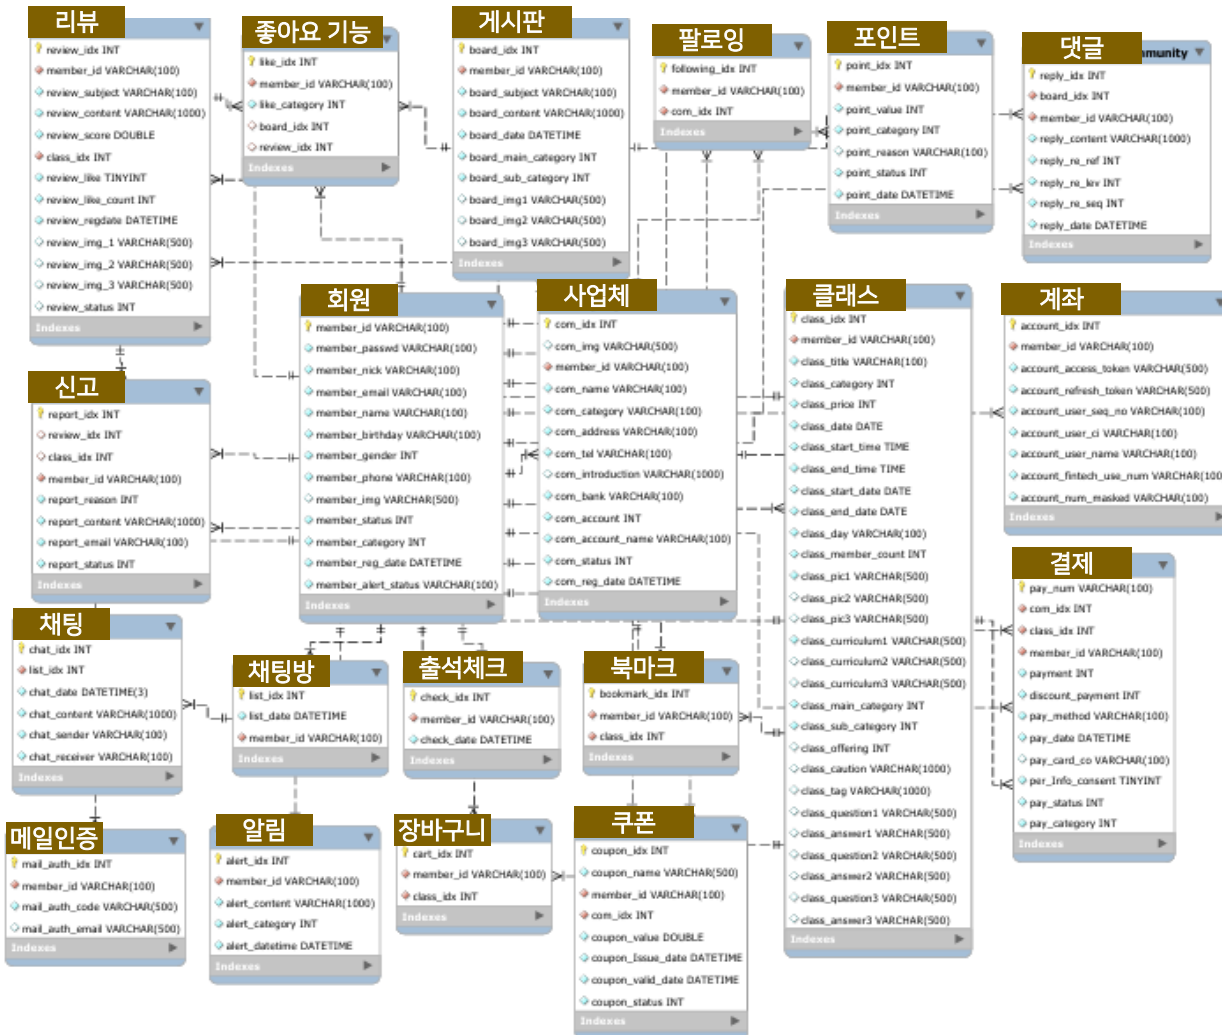 리뷰
review_idx INT
member_id VARCHAR(100)
review_subject VARCHAR(100)
review_content VARCHAR(1000)
review_score DOUBLE
class_idx INT
review_like TINYINT
review_like_count INT
review_regdate DATETIME
review_img_1 VARCHAR(500)
review_img_2 VARCHAR(500)
review_img_3 VARCHAR(500)
review_status INT
Indexes
좋아요 기능
like_idx INT
member_id VARCHAR(100)
like_category INT
board_idx INT
review_idx INT
Indexes
게시판
board_idx INT
member_id VARCHAR(100)
board_subject VARCHAR(100)
board_content VARCHAR(1000)
board_date DATETIME
board_main_category INT
board_sub_category INT
board_img1 VARCHAR(500)
board_img2 VARCHAR(500)
board_img3 VARCHAR(500)
Indexes
팔로잉
following_idx INT
member_id VARCHAR(100)
com_idx INT
Indexes
포인트
point_idx INT
member_id VARCHAR(100)
point_value INT
point_category INT
point_reason VARCHAR(100)
point_status INT
point_date DATETIME
Indexes
댓글
munity
reply_idx INT
board_idx INT
member_id VARCHAR(100)
reply_content VARCHAR(1000)
reply_re_ref INT
reply_re_lev INT
reply_re_seq INT
reply_date DATETIME
Indexes
회원
member_id VARCHAR(100)
member_passwd VARCHAR(100)
member_nick VARCHAR(100)
member_email VARCHAR(100)
member_name VARCHAR(100)
member_birthday VARCHAR(100)
member_gender INT
member_phone VARCHAR(100)
member_img VARCHAR(500)
member_status INT
member_category INT
member_reg_date DATETIME
member_alert_status VARCHAR(100)
Indexes
사업체
com_idx INT
com_img VARCHAR(500)
member_id VARCHAR(100)
com_name VARCHAR(100)
com_category VARCHAR(100)
com_address VARCHAR(100)
com_tel VARCHAR(100)
com_introduction VARCHAR(1000)
com_bank VARCHAR(100)
com_account INT
com_account_name VARCHAR(100)
com_status INT
com_reg_date DATETIME
Indexes
클래스
class_idx INT
member_id VARCHAR(100)
class_title VARCHAR(100)
class_category INT
class_price INT
class_date DATE
class_start_time TIME
class_end_time TIME
class_start_date DATE
class_end_date DATE
class_day VARCHAR(100)
class_member_count INT
class_pic1 VARCHAR(500)
class_pic2 VARCHAR(500)
class_pic3 VARCHAR(500)
class_curriculum1 VARCHAR(500)
class_curriculum2 VARCHAR(500)
class_curriculum3 VARCHAR(500)
class_main_category INT
class_sub_category INT
class_offering INT
class_caution VARCHAR(1000)
class_tag VARCHAR(1000)
class_question1 VARCHAR(500)
class_answer1 VARCHAR(500)
class_question2 VARCHAR(500)
class_answer2 VARCHAR(500)
class_question3 VARCHAR(500)
class_answer3 VARCHAR(500)
Indexes
계좌
account_idx INT
member_id VARCHAR(100)
account_access_token VARCHAR(500)
account_refresh_token VARCHAR(500)
account_user_seq_no VARCHAR(100)
account_user_ci VARCHAR(100)
account_user_name VARCHAR(100)
account_fintech_use_num VARCHAR(100
account_num_masked VARCHAR(100)
Indexes
신고
report_idx INT
review_idx INT
class_idx INT
member_id VARCHAR(100)
report_reason INT
report_content VARCHAR(1000)
report_email VARCHAR(100)
report_status INT
Indexes
결제
pay_num VARCHAR(100)
com_idx INT
class_idx INT
member_id VARCHAR(100)
payment INT
discount_payment INT
pay_method VARCHAR(100)
pay_date DATETIME
pay_card_co VARCHAR(100)
per_Info_consent TINYINT
pay_status INT
pay_category INT
Indexes
채팅
chat_idx INT
list_idx INT
chat_date DATETIME(3)
chat_content VARCHAR(1000)
chat_sender VARCHAR(100)
chat_receiver VARCHAR(100)
Indexes
채팅방
list_idx INT
list_date DATETIME
member_id VARCHAR(100)
Indexes
출석체크
check_idx INT
member_id VARCHAR(100)
check_date DATETIME
Indexes
북마크
bookmark_idx INT
member_id VARCHAR(100)
class_idx INT
Indexes
메일인증
mail_auth_idx INT
member_id VARCHAR(100)
mail_auth_code VARCHAR(500)
mail_auth_email VARCHAR(500)
Indexes
알림
alert_idx INT
member_id VARCHAR(100)
alert_content VARCHAR(1000)
alert_category INT
alert_datetime DATETIME
Indexes
장바구니
cart_idx INT
member_id VARCHAR(100)
class_idx INT
Indexes
쿠폰
coupon_idx INT
coupon_name VARCHAR(500)
member_id VARCHAR(100)
com_idx INT
coupon_value DOUBLE
coupon_Issue_date DATETIME
coupon_valid_date DATETIME
coupon_status INT
Indexes